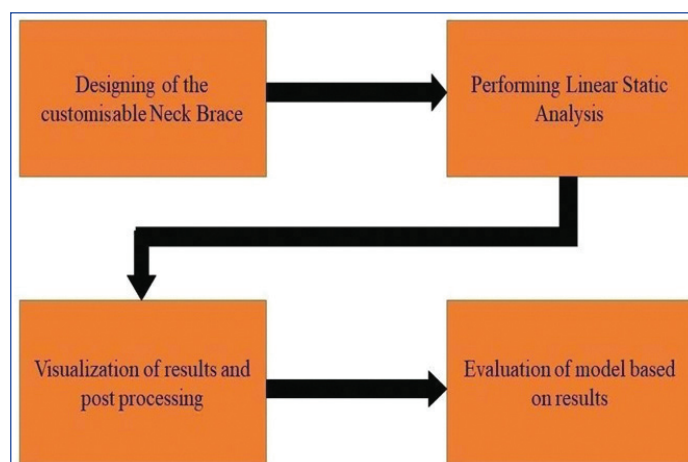 Designing of the
customisable Neck Brace
Performing Linear Static
Analysis
Visualization of results and
post processing
Evaluation of model based
on results